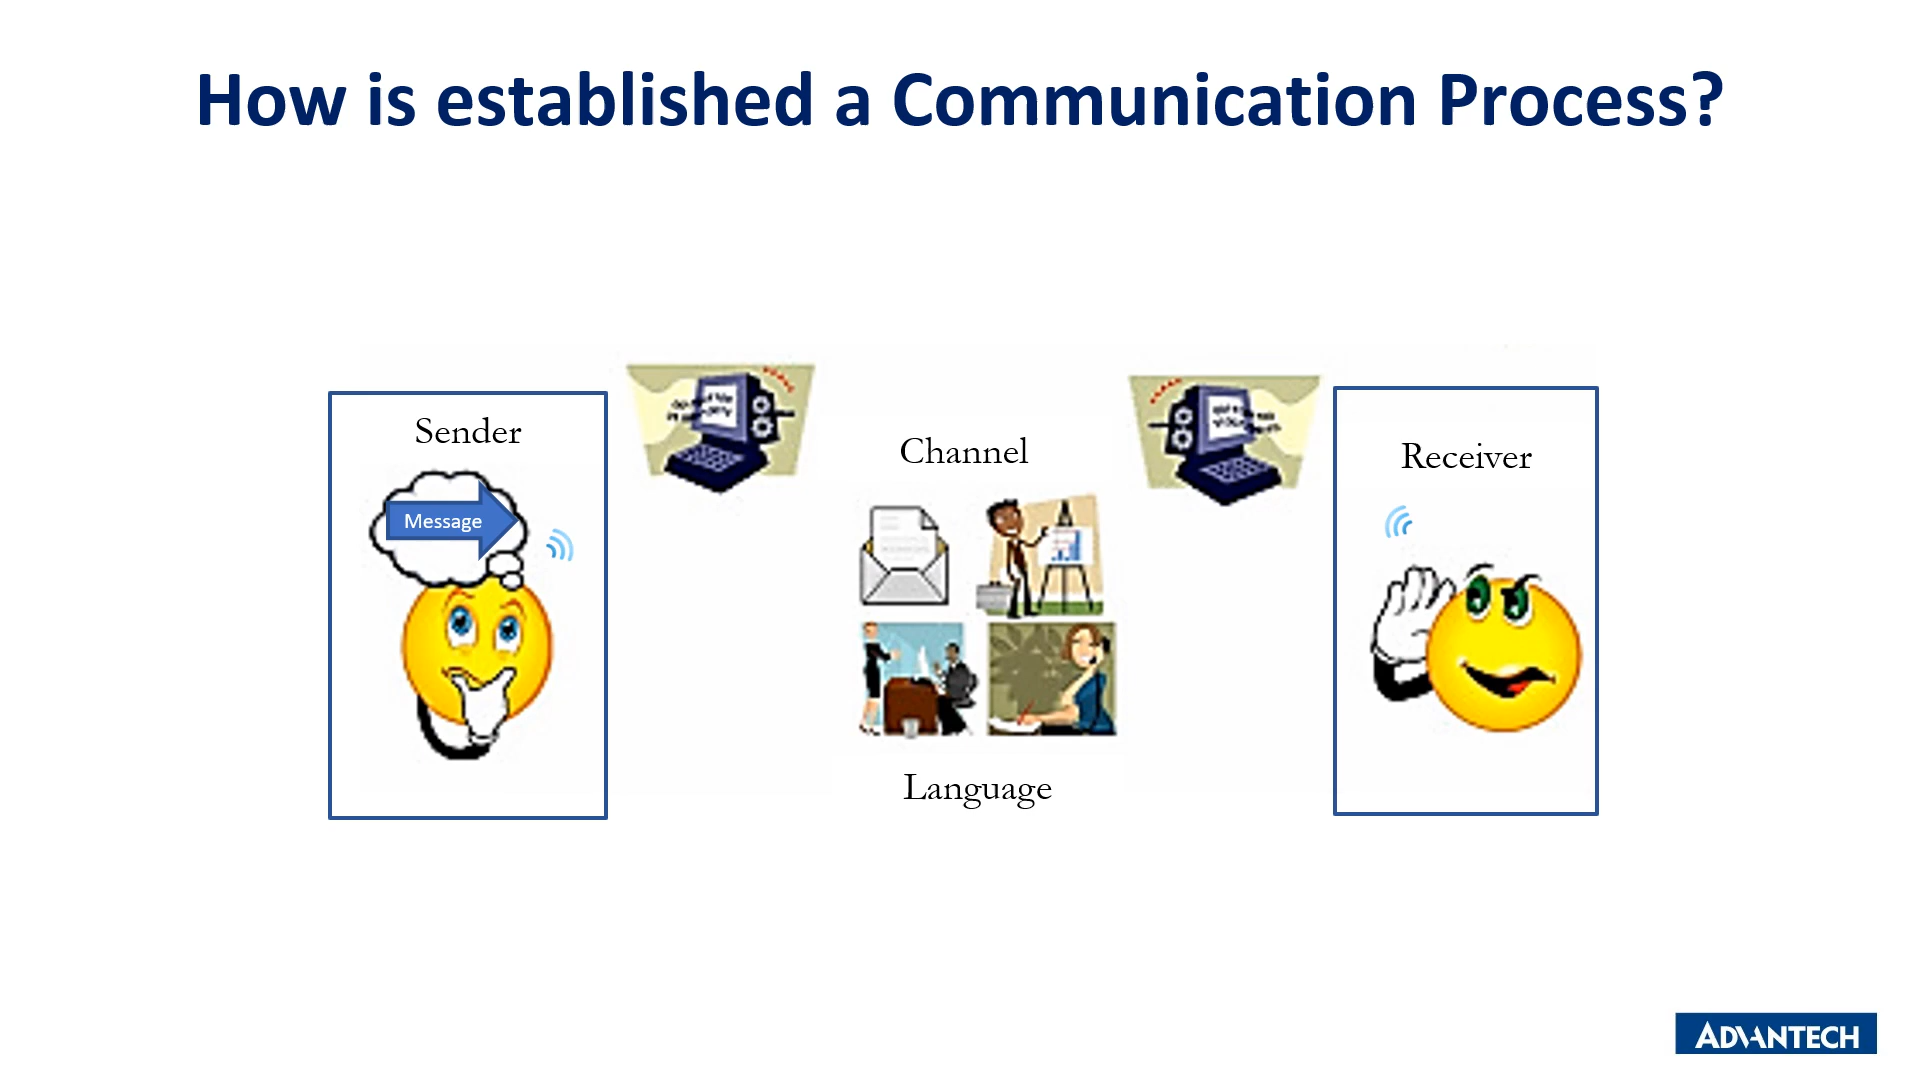 How is established a Communication Process?
Sender
Message
Channel
Language
Receiver
ADVANTECH